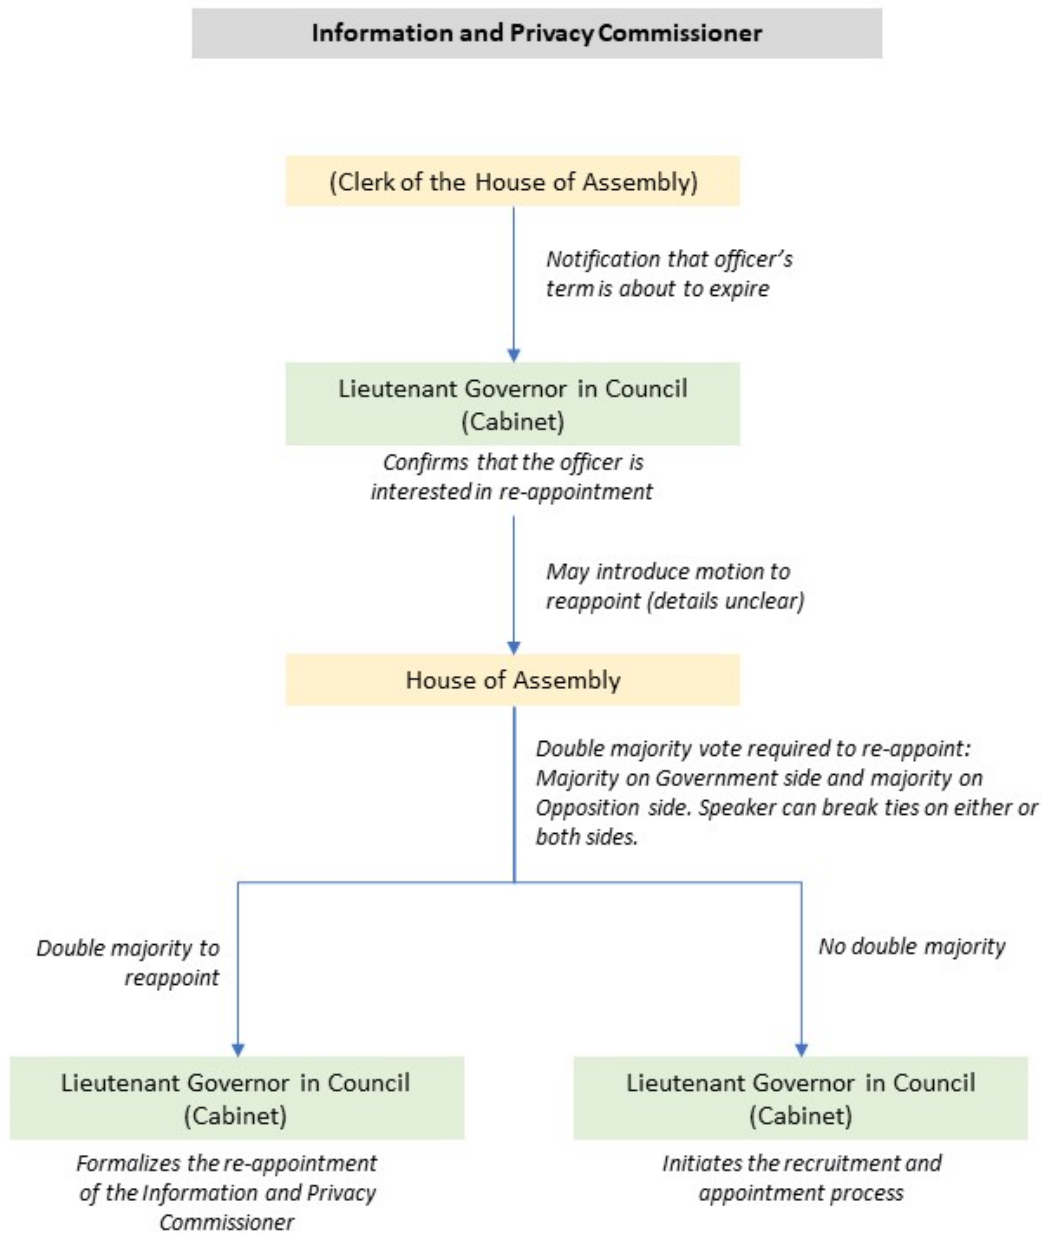 Information and Privacy Commissioner
(Clerk of the House of Assembly)
Notification that officer's
term is about to expire
Lieutenant Governor in Council
(Cabinet)
Confirms that the officer is
interested in re-appointment
May introduce motion to
reappoint (details unclear)
House of Assembly
Double majority vote required to re-appoint:
Majority on Government side and majority on
Opposition side. Speaker can break ties on either or
both sides.
Double majority to
reappoint
No double majority
Lieutenant Governor in Council
(Cabinet)
Formalizes the re-appointment
of the Information and Privacy
Commissioner
Lieutenant Governor in Council
(Cabinet)
Initiates the recruitment and
appointment process